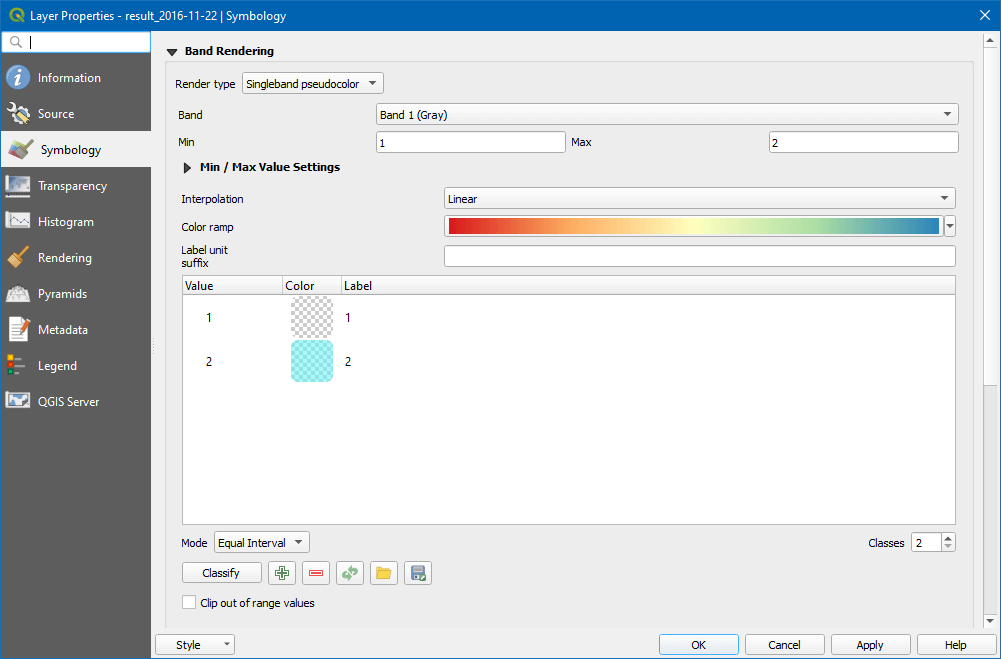 Layer Properties - result_2016-11-22 | Symbology
Information
Source
Symbology
Transparency
Histogram
Rendering
Pyramids
Metadata
Legend
QGIS Server
Band Rendering
Render type Singleband pseudocolor
Band Band 1 (Gray)
Min 1 Max 2
Min / Max Value Settings
Interpolation Linear
Color ramp
Label unit
suffix
Value Color Label
1 1
2 2
Mode Equal Interval Classes 2
Classify
Clip out of range values
Style OK Cancel Apply Help